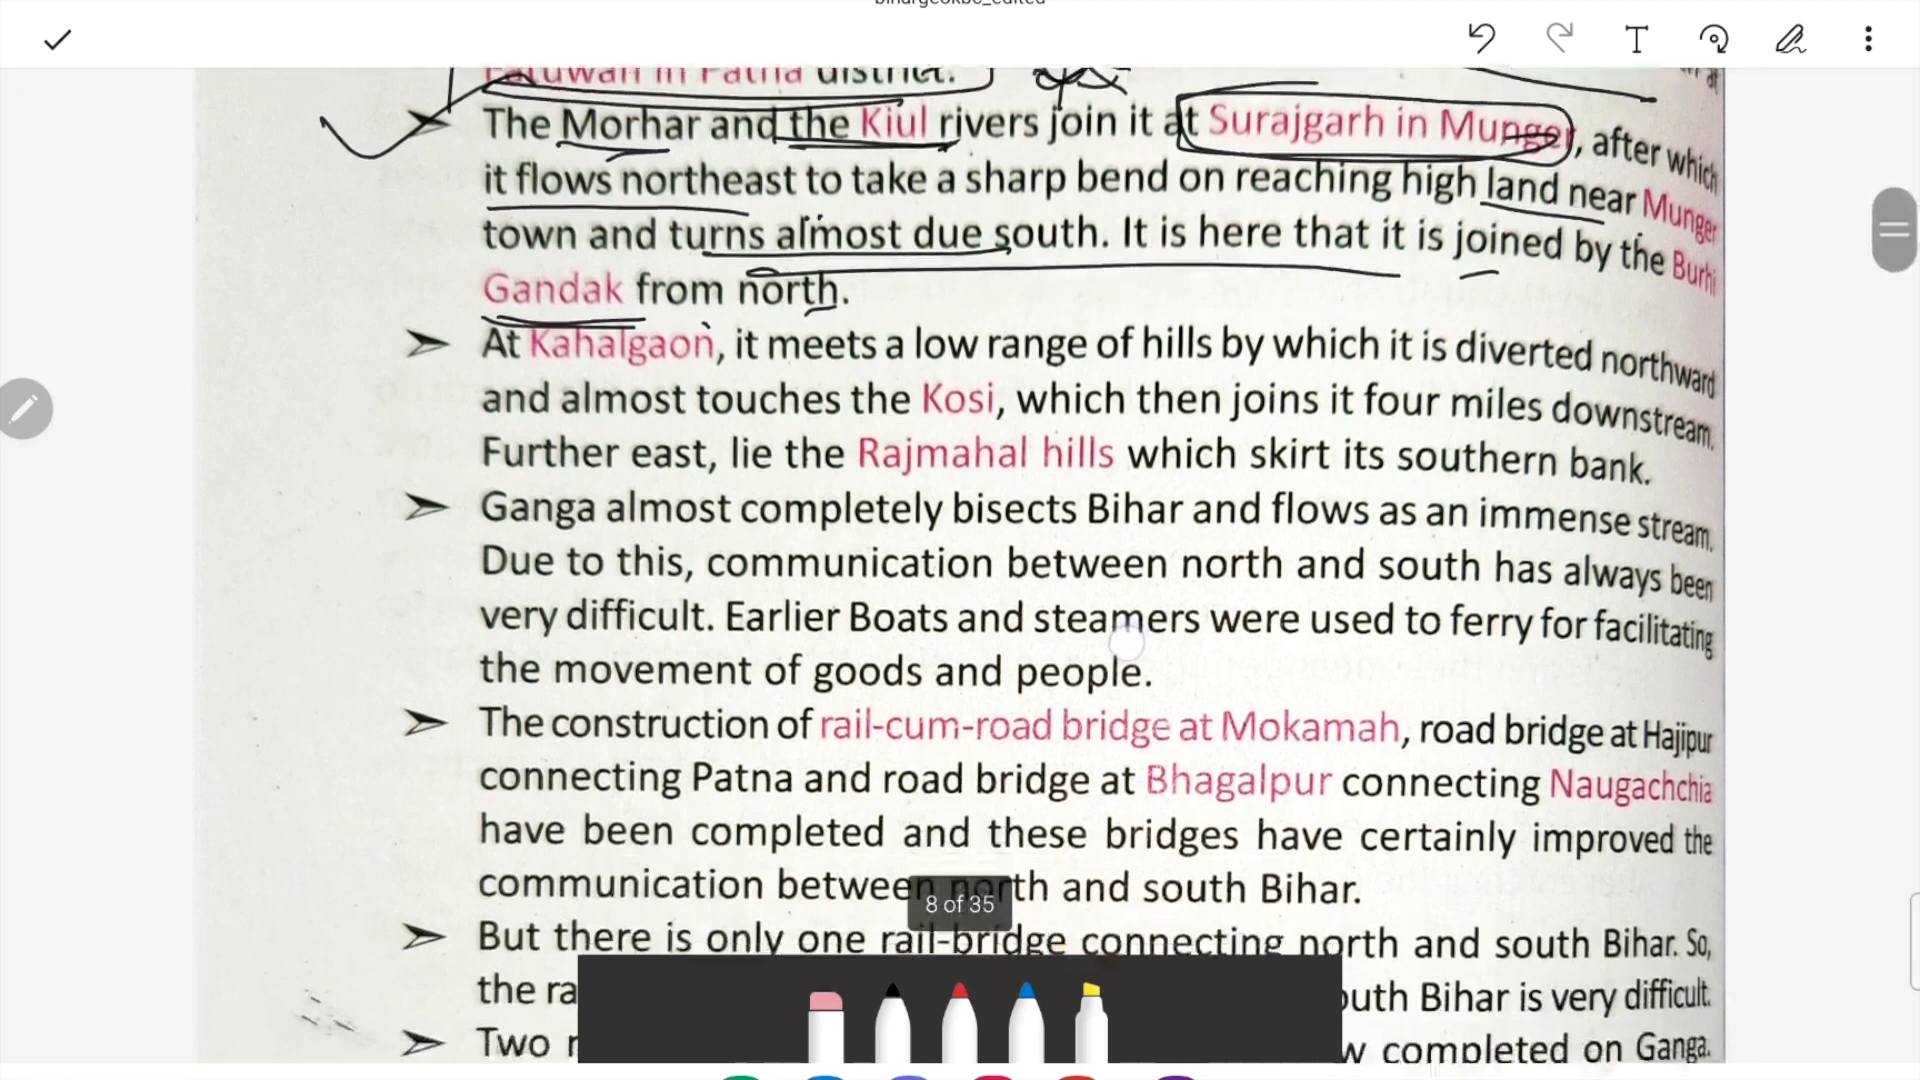 bihargeokbc_edited
Fatuwah in Patna district.
The Morhar and the Kiul rivers join it at Surajgarh in Munger, after which
it flows northeast to take a sharp bend on reaching high land near Munger
town and turns almost due south. It is here that it is joined by the Burhi
Gandak from north.
At Kahalgaon, it meets a low range of hills by which it is diverted northward
and almost touches the Kosi, which then joins it four miles downstream.
Further east, lie the Rajmahal hills which skirt its southern bank.
Ganga almost completely bisects Bihar and flows as an immense stream.
Due to this, communication between north and south has always been
very difficult. Earlier Boats and steamers were used to ferry for facilitating
the movement of goods and people.
The construction of rail-cum-road bridge at Mokamah, road bridge at Hajipur
connecting Patna and road bridge at Bhagalpur connecting Naugachchia
have been completed and these bridges have certainly improved the
communication between north and south Bihar.
8 of 35
But there is only one rail-bridge connecting north and south Bihar. So,
the outh Bihar is very difficult.
Two completed on Ganga.